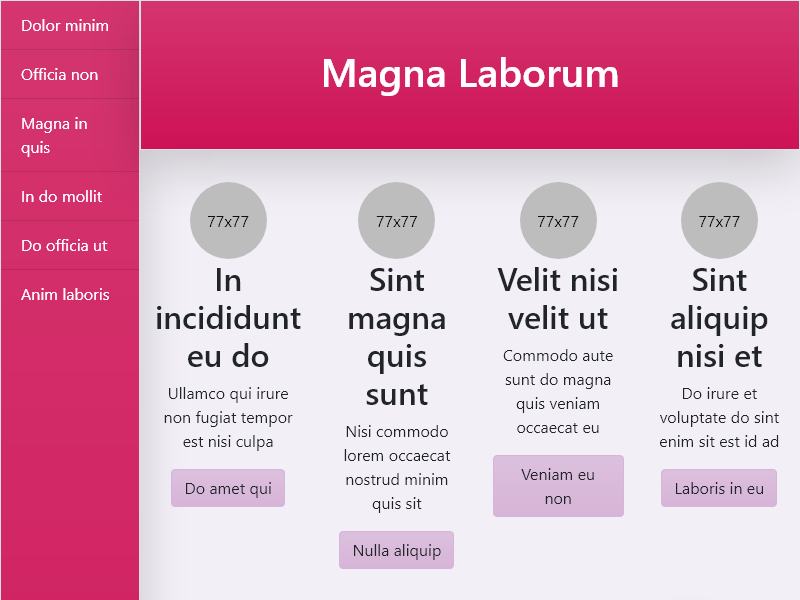 Dolor minim
Officia non
Magna in
quis
In do mollit
Do officia ut
Anim laboris
Magna Laborum
77x77
In
incididunt
eu do
Ullamco qui irure
non fugiat tempor
est nisi culpa
Do amet qui
77x77
Sint
magna
quis
sunt
Nisi commodo
lorem occaecat
nostrud minim
quis sit
Nulla aliquip
77x77
Velit nisi
velit ut
Commodo aute
sunt do magna
quis veniam
occaecat eu
Veniam eu
non
77x77
Sint
aliquip
nisi et
Do irure et
voluptate do sint
enim sit est id ad
Laboris in eu